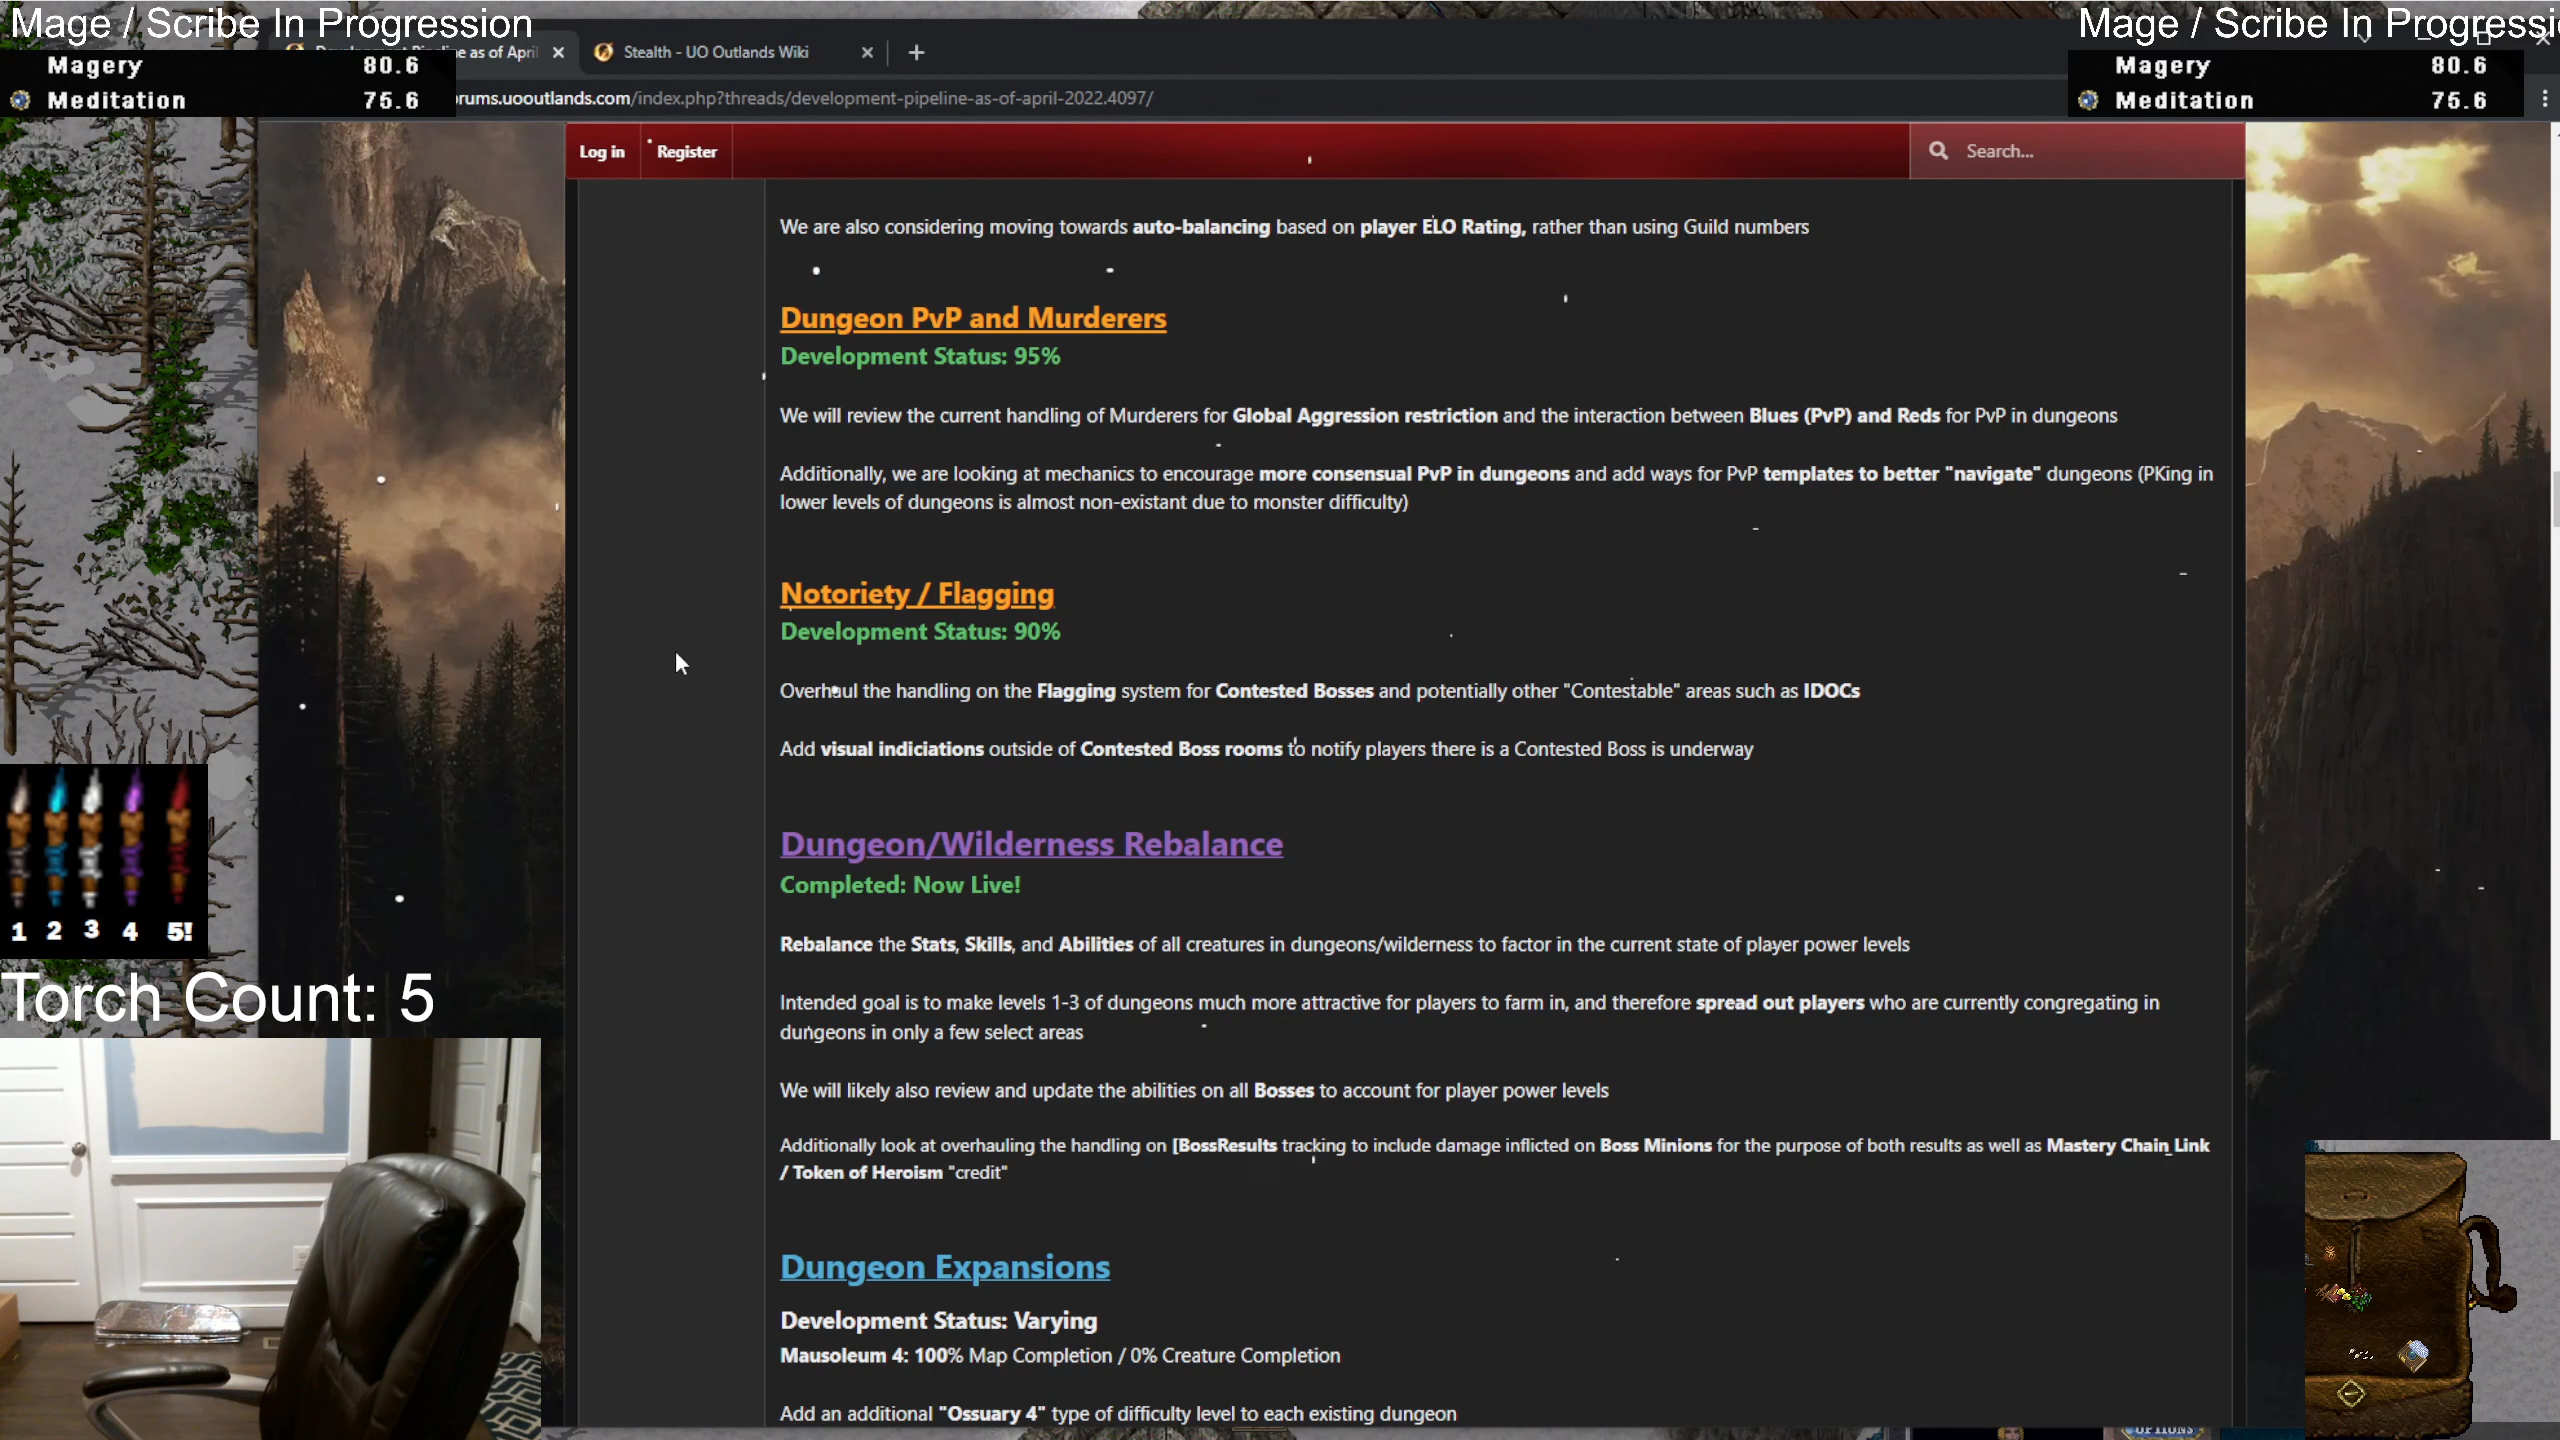 Mage / Scribe In Progression
Mage / Scribe In Progressi
Magery 80.6
Meditation 75.6
Magery 80.6
Meditation 75.6
as of April
Stealth - UO Outlands Wiki
rums.uooutlands.com/index.php?threads/development-pipeline-as-of-april-2022.4097/
Log in
Register
Search...
We are also considering moving towards auto-balancing based on player ELO Rating, rather than using Guild numbers
Dungeon PvP and Murderers
Development Status: 95%
We will review the current handling of Murderers for Global Aggression restriction and the interaction between Blues (PvP) and Reds for PvP in dungeons
Additionally, we are looking at mechanics to encourage more consensual PvP in dungeons and add ways for PvP templates to better "navigate" dungeons (PKing in
lower levels of dungeons is almost non-existant due to monster difficulty)
Notoriety / Flagging
Development Status: 90%
Overhaul the handling on the Flagging system for Contested Bosses and potentially other "Contestable" areas such as IDOCs
Add visual indiciations outside of Contested Boss rooms to notify players there is a Contested Boss is underway
Dungeon/Wilderness Rebalance
Completed: Now Live!
Rebalance the Stats, Skills, and Abilities of all creatures in dungeons/wilderness to factor in the current state of player power levels
Intended goal is to make levels 1-3 of dungeons much more attractive for players to farm in, and therefore spread out players who are currently congregating in
dungeons in only a few select areas
We will likely also review and update the abilities on all Bosses to account for player power levels
Additionally look at overhauling the handling on [BossResults tracking to include damage inflicted on Boss Minions for the purpose of both results as well as Mastery Chain Link
/ Token of Heroism "credit"
Dungeon Expansions
Development Status: Varying
Mausoleum 4: 100% Map Completion / 0% Creature Completion
Add an additional "Ossuary 4" type of difficulty level to each existing dungeon
1 2 3 4 5!
Torch Count: 5
OPTIONS